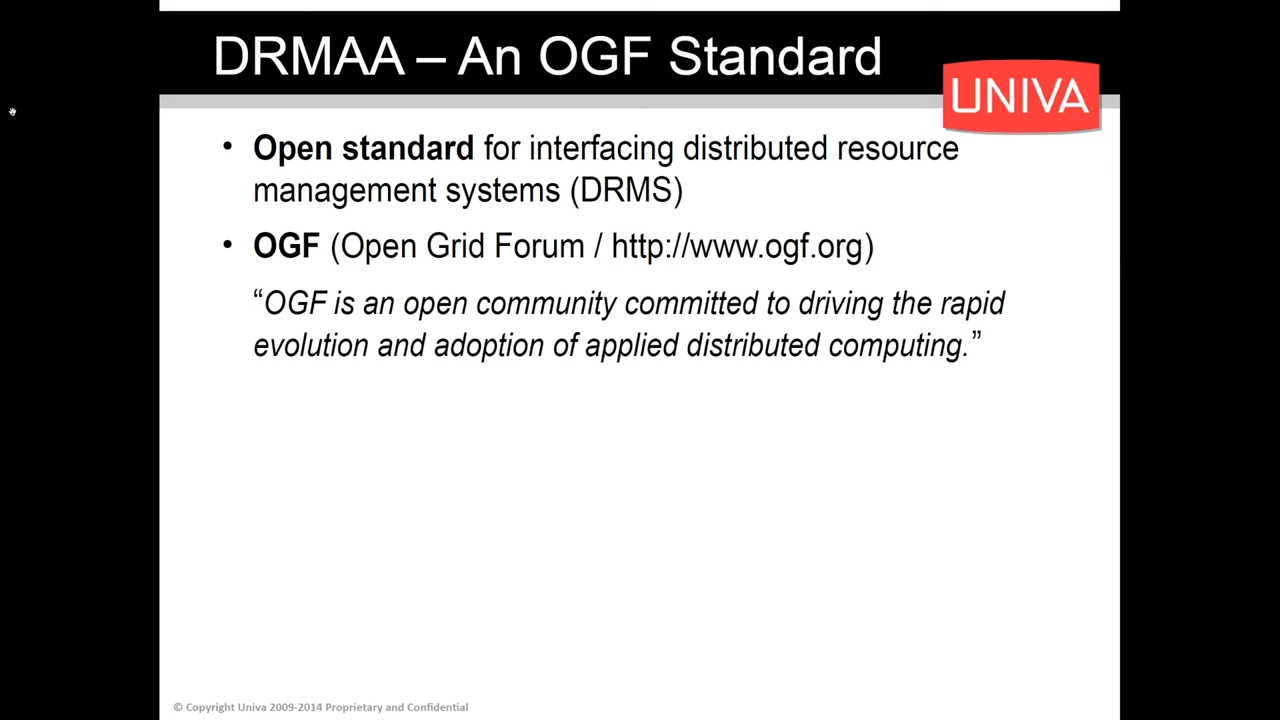 DRMAA – An OGF Standard
UNIVA
• Open standard for interfacing distributed resource
management systems (DRMS)
• OGF (Open Grid Forum / http://www.ogf.org)
“OGF is an open community committed to driving the rapid
evolution and adoption of applied distributed computing.”
© Copyright Univa 2009-2014 Proprietary and Confidential